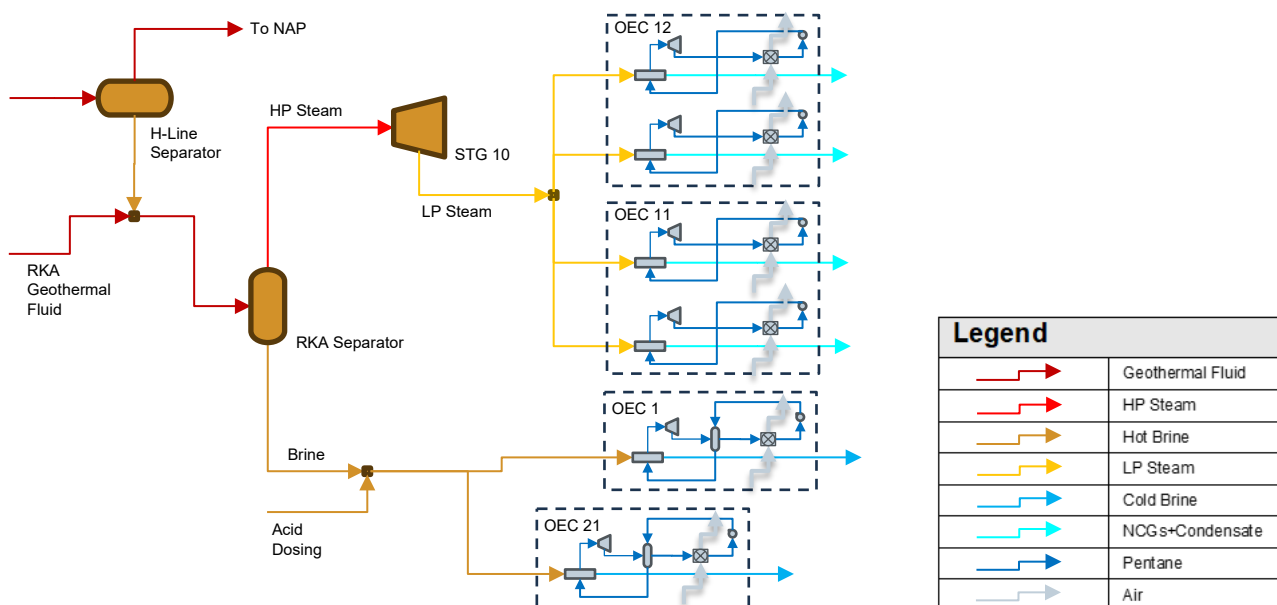 To NAP
OEC 12
H-Line
Separator
HP Steam
STG 10
LP Steam
OEC 11
RKA
Geothermal
Fluid
RKA Separator
OEC 1
Brine
Acid
Dosing
OEC 21
Legend
Geothermal Fluid
HP Steam
Hot Brine
LP Steam
Cold Brine
NCGs+Condensate
Pentane
Air